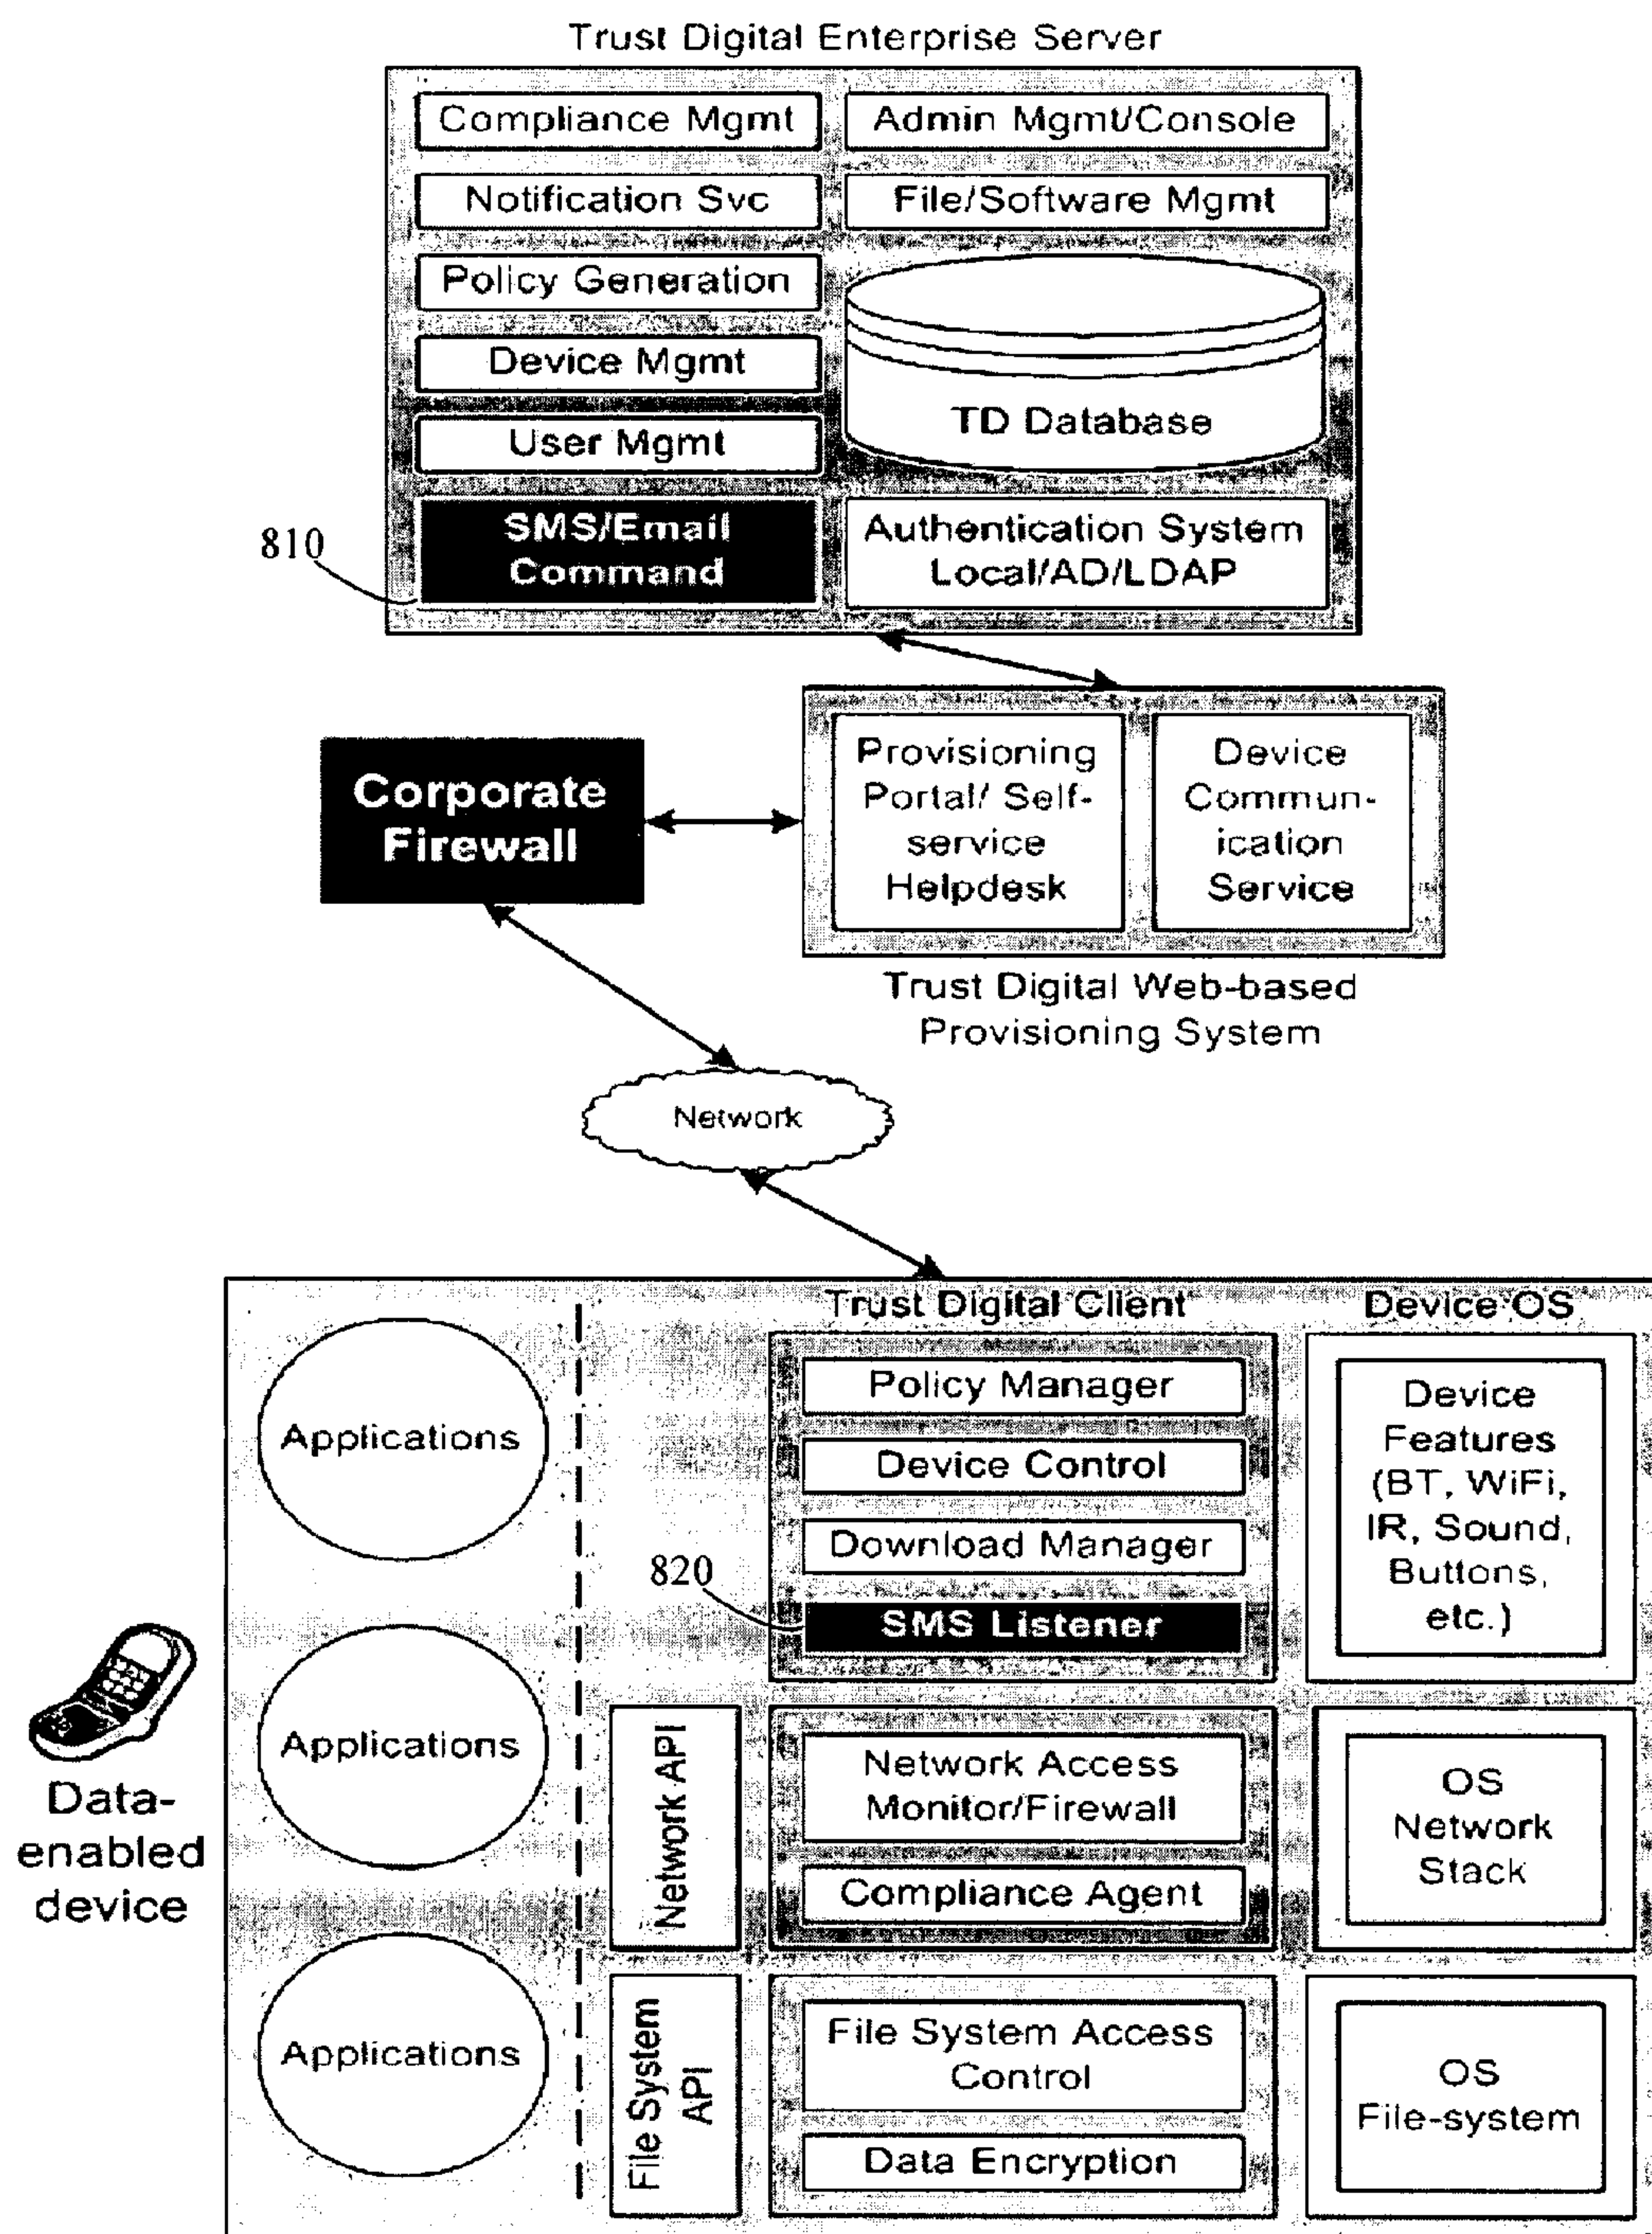 Trust Digital Enterprise Server
Compliance Mgmt
Admin Mgmt/Console
Notification Svc
File/Software Mgmt
Policy Generation
Device Mgmt
TD Database
User Mgmt
810
SMS/Email
Command
Authentication System
Local/AD/LDAP
Corporate
Firewall
Provisioning
Portal/ Self-
service
Helpdesk
Device
Commun-
ication
Service
Trust Digital Web-based
Provisioning System
Network
Trust Digital Client
Device OS
Applications
Policy Manager
Device Control
Download Manager
820
SMS Listener
Device
Features
(BT, WiFi,
IR, Sound,
Buttons,
etc.)
Data-
enabled
device
Applications
Network API
Network Access
Monitor/Firewall
Compliance Agent
OS
Network
Stack
Applications
File System
API
File System Access
Control
Data Encryption
OS
File-system